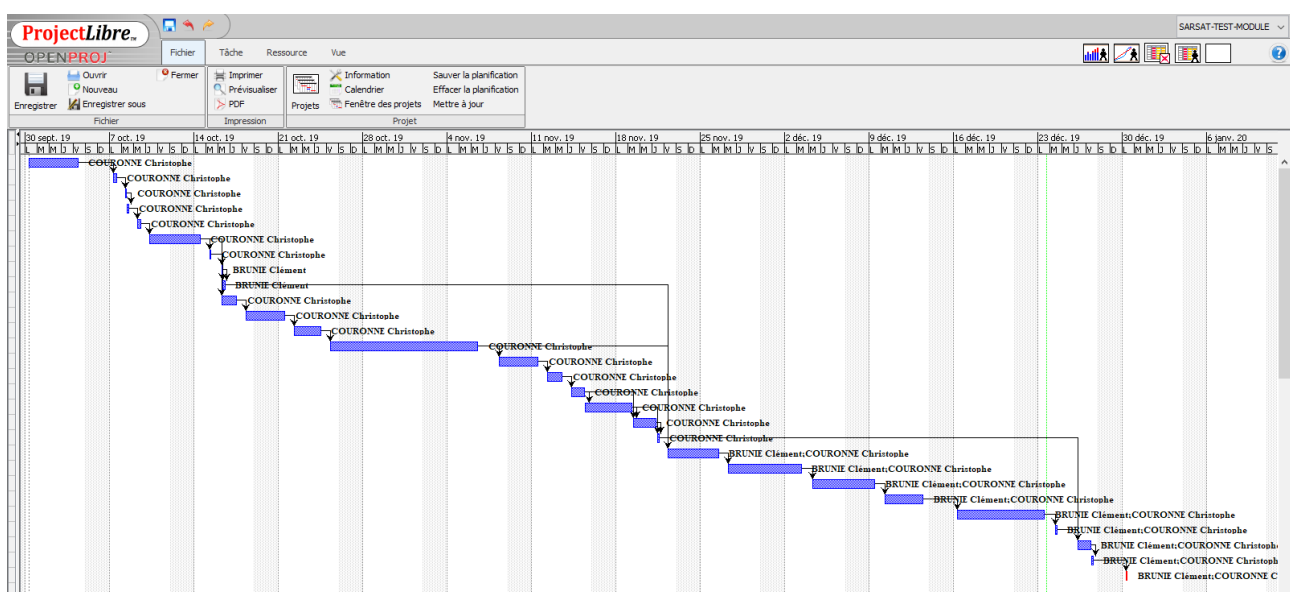 ProjectLibre™
OPENPROJ
SARSAT-TEST-MODULE
Fichier Tâche Ressource Vue
Enregistrer
Ouvrir
Nouveau
Enregistrer sous
Fermer
Fichier
Imprimer
Prévisualiser
PDF
Impression
Projets
Information
Calendrier
Fenêtre des projets
Sauver la planification
Effacer la planification
Mettre à jour
Projet
30 sept. 19 7 oct. 19 14 oct. 19 21 oct. 19 28 oct. 19 4 nov. 19 11 nov. 19 18 nov. 19 25 nov. 19 2 déc. 19 9 déc. 19 16 déc. 19 23 déc. 19 30 déc. 19 6 janv. 20
L M M J V S D L M M J V S D L M M J V S D L M M J V S D L M M J V S D L M M J V S D L M M J V S D L M M J V S D L M M J V S D L M M J V S D L M M J V S D L M M J V S D L M M J V S D L M M J V S D L M M J V S
COURONNE Christophe
COURONNE Christophe
COURONNE Christophe
COURONNE Christophe
COURONNE Christophe
COURONNE Christophe
COURONNE Christophe
BRUNIE Clément
BRUNIE Clément
COURONNE Christophe
COURONNE Christophe
COURONNE Christophe
COURONNE Christophe
COURONNE Christophe
COURONNE Christophe
COURONNE Christophe
COURONNE Christophe
COURONNE Christophe
COURONNE Christophe
BRUNIE Clément;COURONNE Christophe
BRUNIE Clément;COURONNE Christophe
BRUNIE Clément;COURONNE Christophe
BRUNIE Clément;COURONNE Christophe
BRUNIE Clément;COURONNE Christophe
BRUNIE Clément;COURONNE Christophe
BRUNIE Clément;COURONNE Christoph
BRUNIE Clément;COURONNE Christoph
BRUNIE Clément;COURONNE C